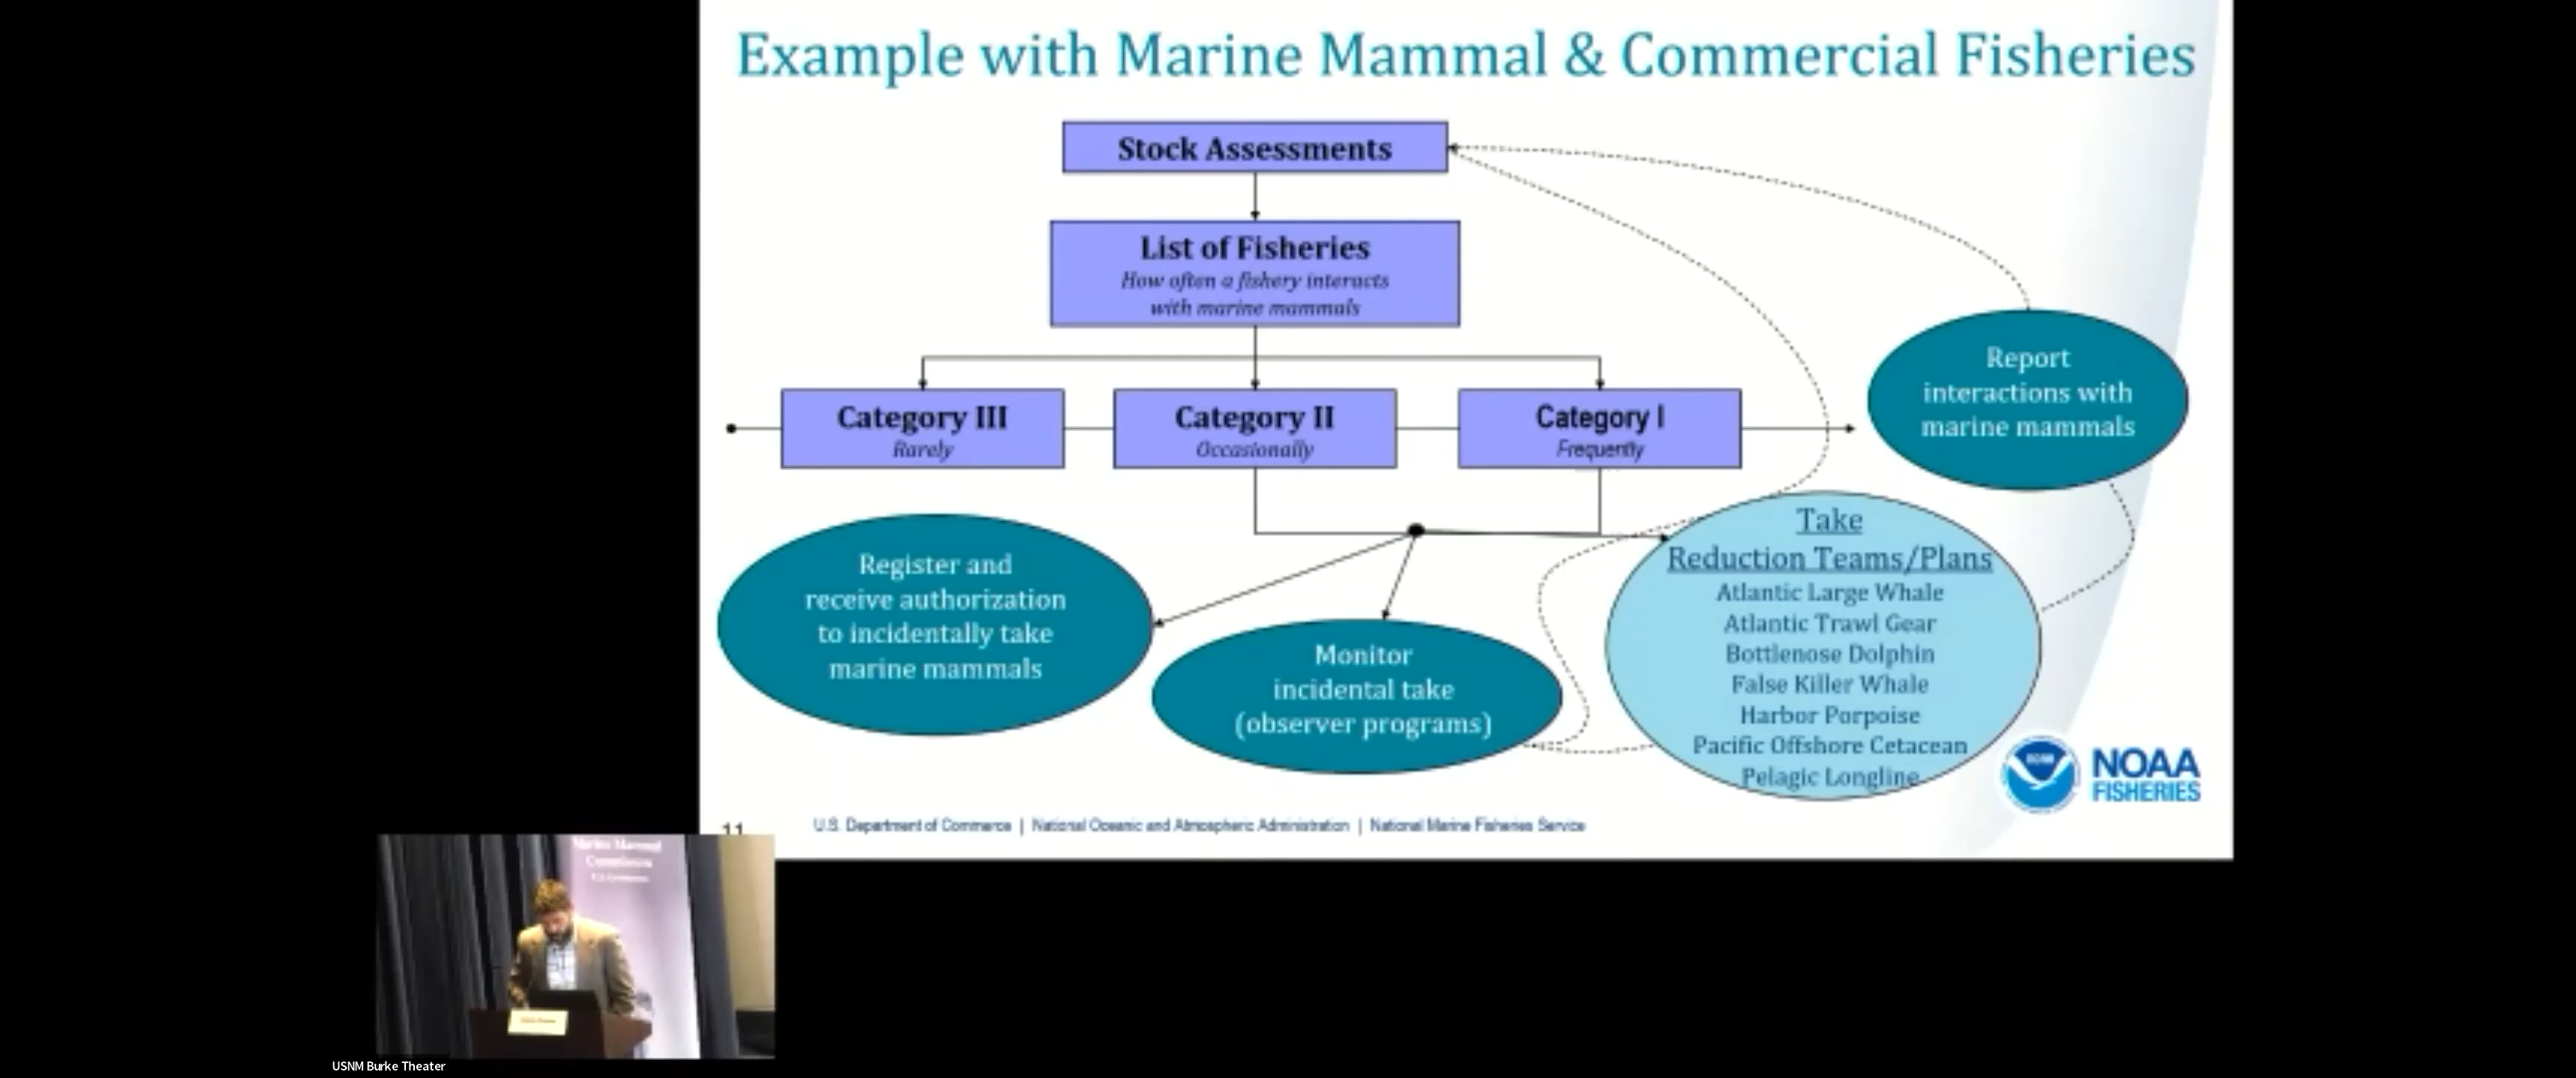 Example with Marine Mammal & Commercial Fisheries
Stock Assessments
List of Fisheries
How often a fishery interacts
with marine mammals
Category III
Rarely
Category II
Occasionally
Category I
Frequently
Report
interactions with
marine mammals
Register and
receive authorization
to incidentally take
marine mammals
Monitor
incidental take
(observer programs)
Take
Reduction Teams/Plans
Atlantic Large Whale
Atlantic Trawl Gear
Bottlenose Dolphin
False Killer Whale
Harbor Porpoise
Pacific Offshore Cetacean
Pelagic Longline
NOAA
FISHERIES
11
U.S. Department of Commerce | National Oceanic and Atmospheric Administration | National Marine Fisheries Service
Marine Mammal
Commission
USNM Burke Theater